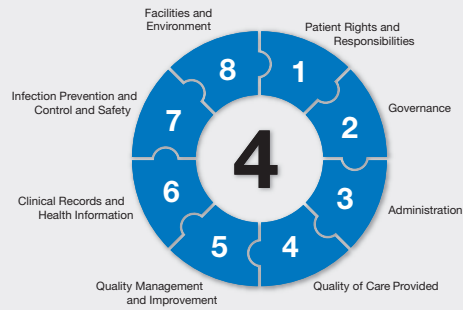 Facilities and
Environment
Patient Rights and
Responsibilities
8
1
Infection Prevention and
Control and Safety
7
2
Governance
4
6
3
Clinical Records and
Health Information
Administration
5
4
Quality Management
and Improvement
Quality of Care Provided